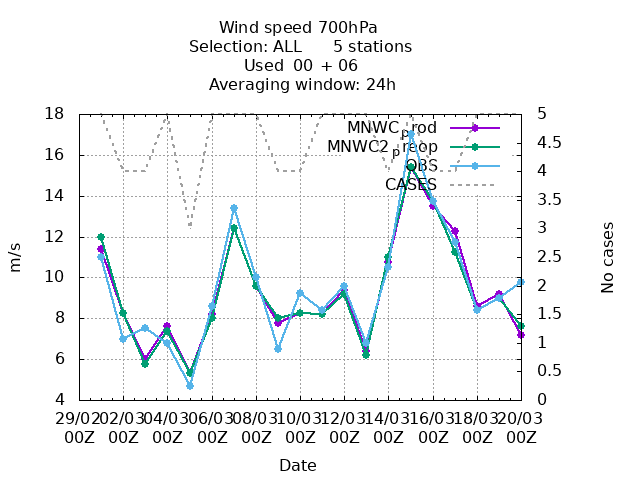 Wind speed 700hPa
Selection: ALL 5 stations
Used 00 + 06
Averaging window: 24h
18
16
14
12
10
8
6
4
m/s
5
4.5
4
3.5
3
2.5
2
1.5
1
0.5
0
No cases
MNWC_prod
MNWC2_preop
OBS
CASES
29/02 02/03 04/03 06/03 08/03 10/03 12/03 14/03 16/03 18/03 20/03
00Z 00Z 00Z 00Z 00Z 00Z 00Z 00Z 00Z 00Z 00Z
Date